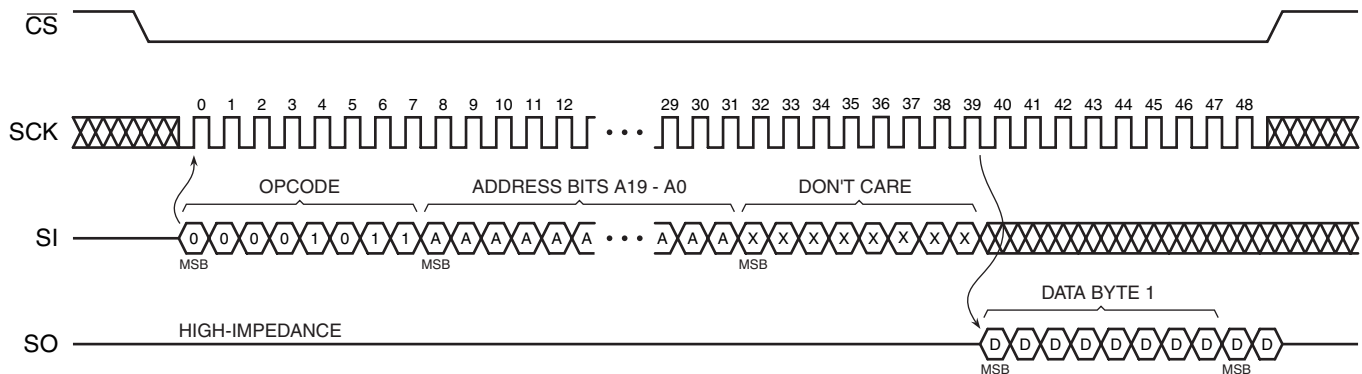 CS
0 1 2 3 4 5 6 7 8 9 10 11 12 29 30 31 32 33 34 35 36 37 38 39 40 41 42 43 44 45 46 47 48
SCK
OPCODE ADDRESS BITS A19 - A0 DON'T CARE
SI 0 0 0 0 1 0 1 1 A A A A A A A A A X X X X X X X X
MSB MSB MSB
DATA BYTE 1
HIGH-IMPEDANCE
SO D D D D D D D D D D
MSB MSB